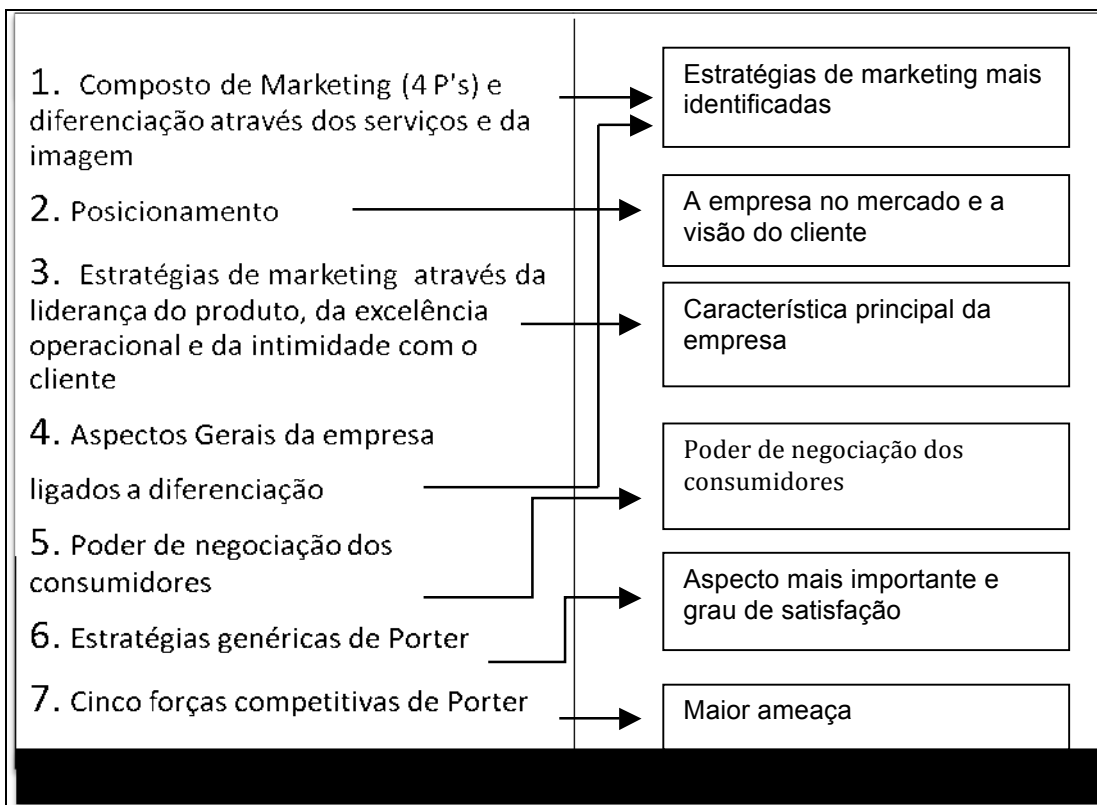 1. Composto de Marketing (4 P's) e
diferenciação através dos serviços e da
imagem
2. Posicionamento
3. Estratégias de marketing através da
liderança do produto, da excelência
operacional e da intimidade com o
cliente
4. Aspectos Gerais da empresa
ligados a diferenciação
5. Poder de negociação dos
consumidores
6. Estratégias genéricas de Porter
7. Cinco forças competitivas de Porter
Estratégias de marketing mais
identificadas
A empresa no mercado e a
visão do cliente
Característica principal da
empresa
Poder de negociação dos
consumidores
Aspecto mais importante e
grau de satisfação
Maior ameaça